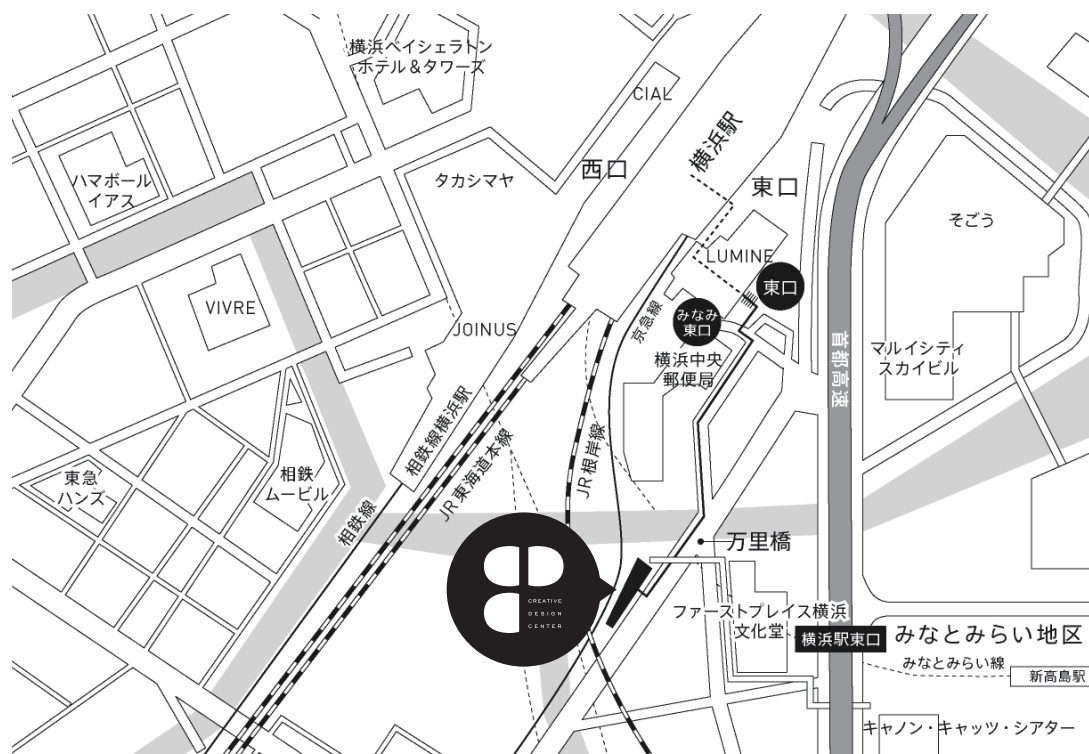 横浜ベイシェラトン
ホテル＆タワーズ
CIAL
横浜駅
西口
東口
ハマボール
イアス
タカシマヤ
そごう
LUMINE
東口
VIVRE
みなみ
東口
JOINUS
京急線
横浜中央
郵便局
首都高速
マルイシティ
スカイビル
相鉄線横浜駅
JR東海道本線
JR根岸線
東急
ハンズ
相鉄
ムービル
相鉄線
万里橋
CREATIVE
DESIGN
CENTER
ファーストプレイス横浜
文化堂
横浜駅東口
みなとみらい地区
みなとみらい線
新高島駅
キャノン・キャッツ・シアター